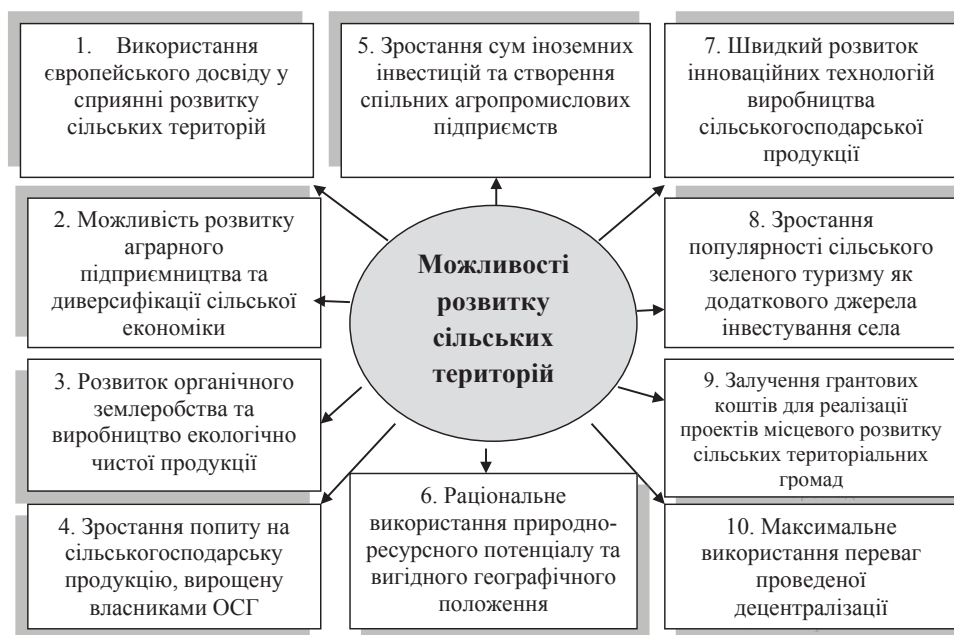 1. Використання
європейського досвіду у
сприянні розвитку
сільських територій
5. Зростання сум іноземних
інвестицій та створення
спільних агропромислових
підприємств
7. Швидкий розвиток
інноваційних технологій
виробництва
сільськогосподарської
продукції
2. Можливість розвитку
аграрного
підприємництва та
диверсифікації сільської
економіки
Можливості
розвитку
сільських
територій
8. Зростання
популярності сільського
зеленого туризму як
додаткового джерела
інвестування села
3. Розвиток органічного
землеробства та
виробництво екологічно
чистої продукції
9. Залучення грантових
коштів для реалізації
проектів місцевого розвитку
сільських територіальних
громад
4. Зростання попиту на
сільськогосподарську
продукцію, вирощену
власниками ОСГ
6. Раціональне
використання природно-
ресурсного потенціалу та
вигідного географічного
положення
10. Максимальне
використання переваг
проведеної
децентралізації